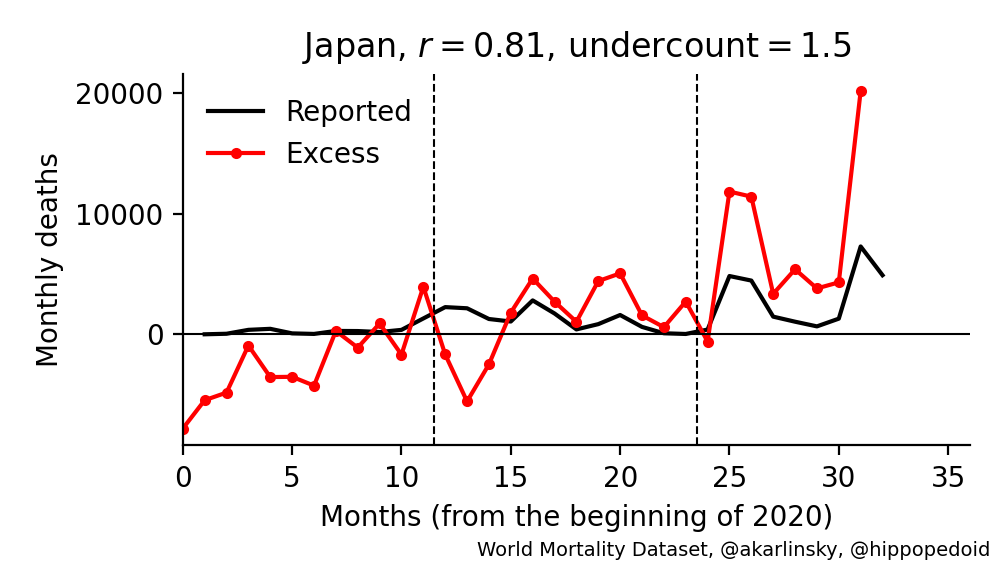 Japan, r = 0.81, undercount = 1.5
20000
10000
0
Monthly deaths
Reported
Excess
0 5 10 15 20 25 30 35
Months (from the beginning of 2020)
World Mortality Dataset, @akarlinsky, @hippopedoid